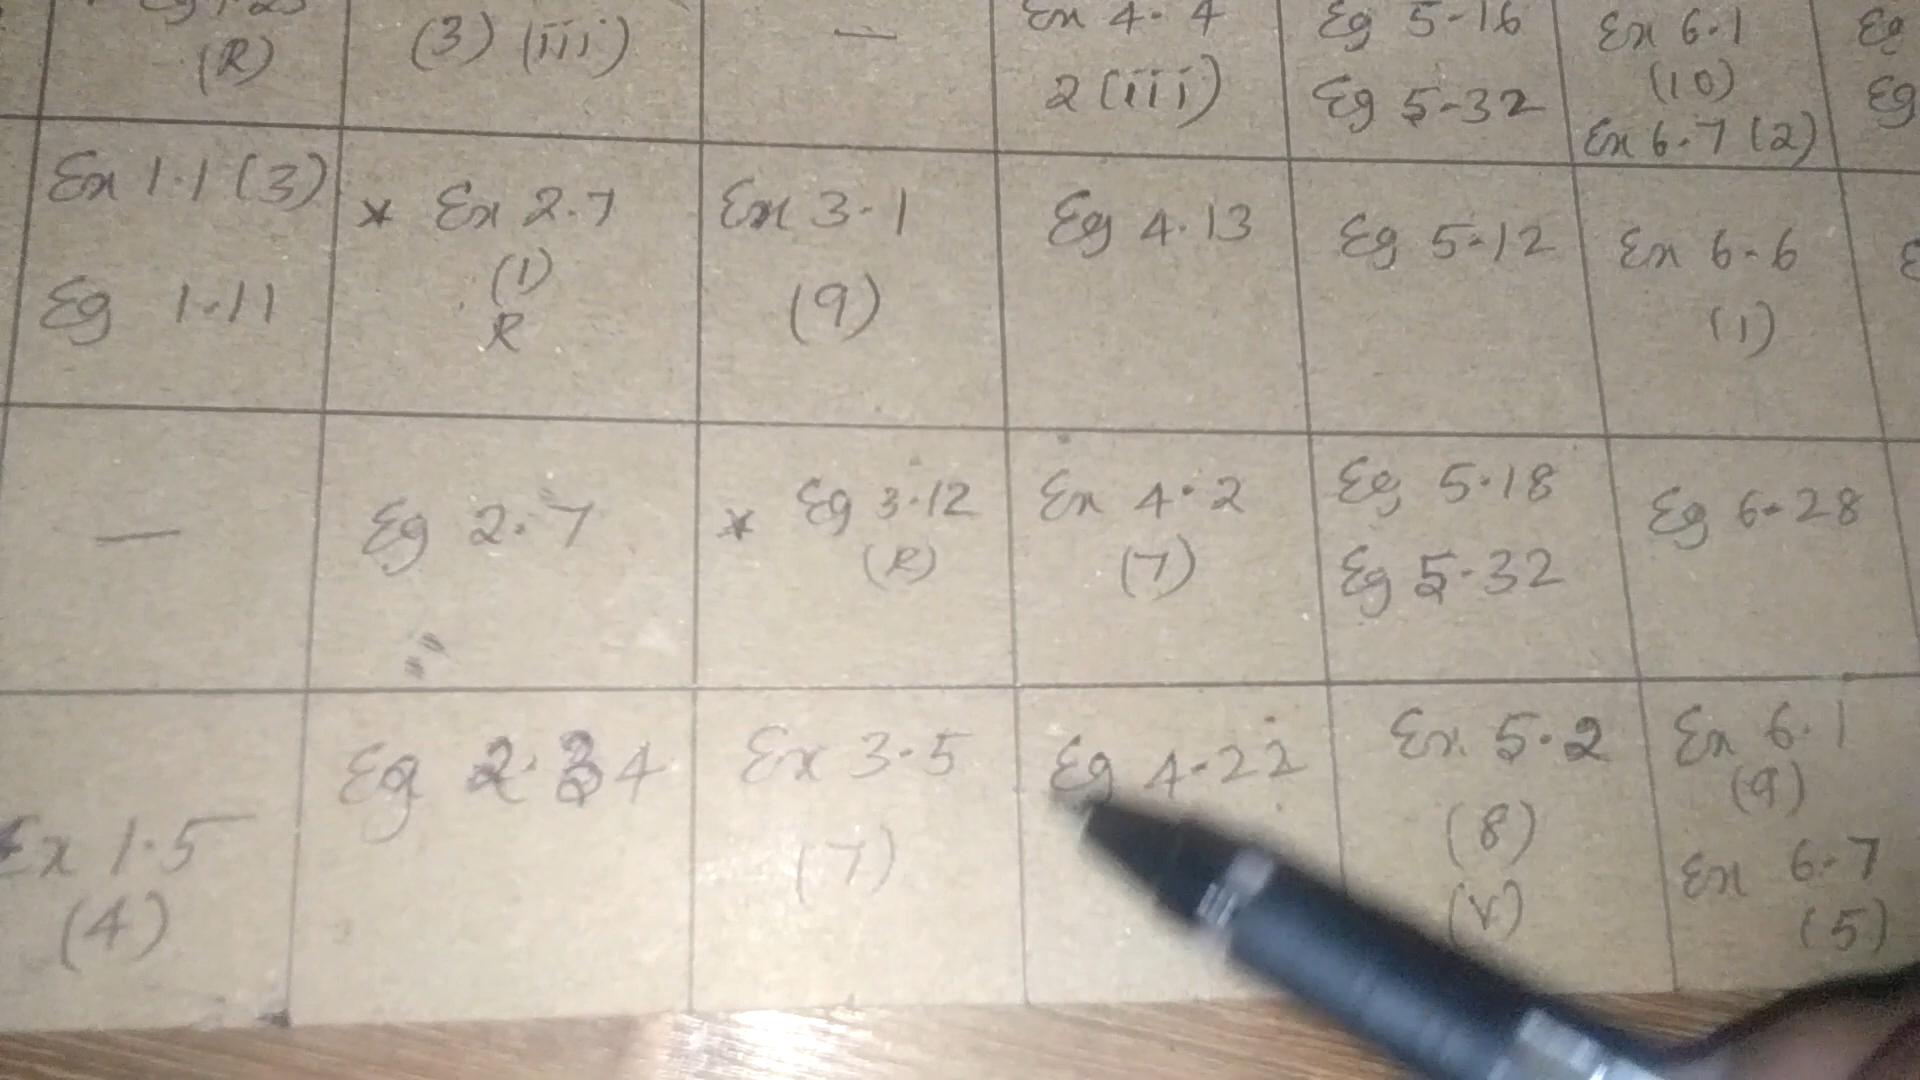 (R)
(3) (iii)
—
Ex 4.4
2 (iii)
Eg 5.16
Eg 5.32
Ex 6.1
(10)
Ex 6.7 (2)
Eg
Eg
Ex 1.1 (3)
Eg 1.11
* Ex 2.7
(1)
R
Ex 3.1
(9)
Eg 4.13
Eg 5.12
Ex 6.6
(1)
—
Eg 2.7
* Eg 3.12
(R)
Ex 4.2
(7)
Eg 5.18
Eg 5.32
Eg 6.28
Ex 1.5
(4)
Eg 2.34
Ex 3.5
(7)
Eg 4.22
Ex 5.2
(8)
(v)
Ex 6.1
(9)
Ex 6.7
(5)